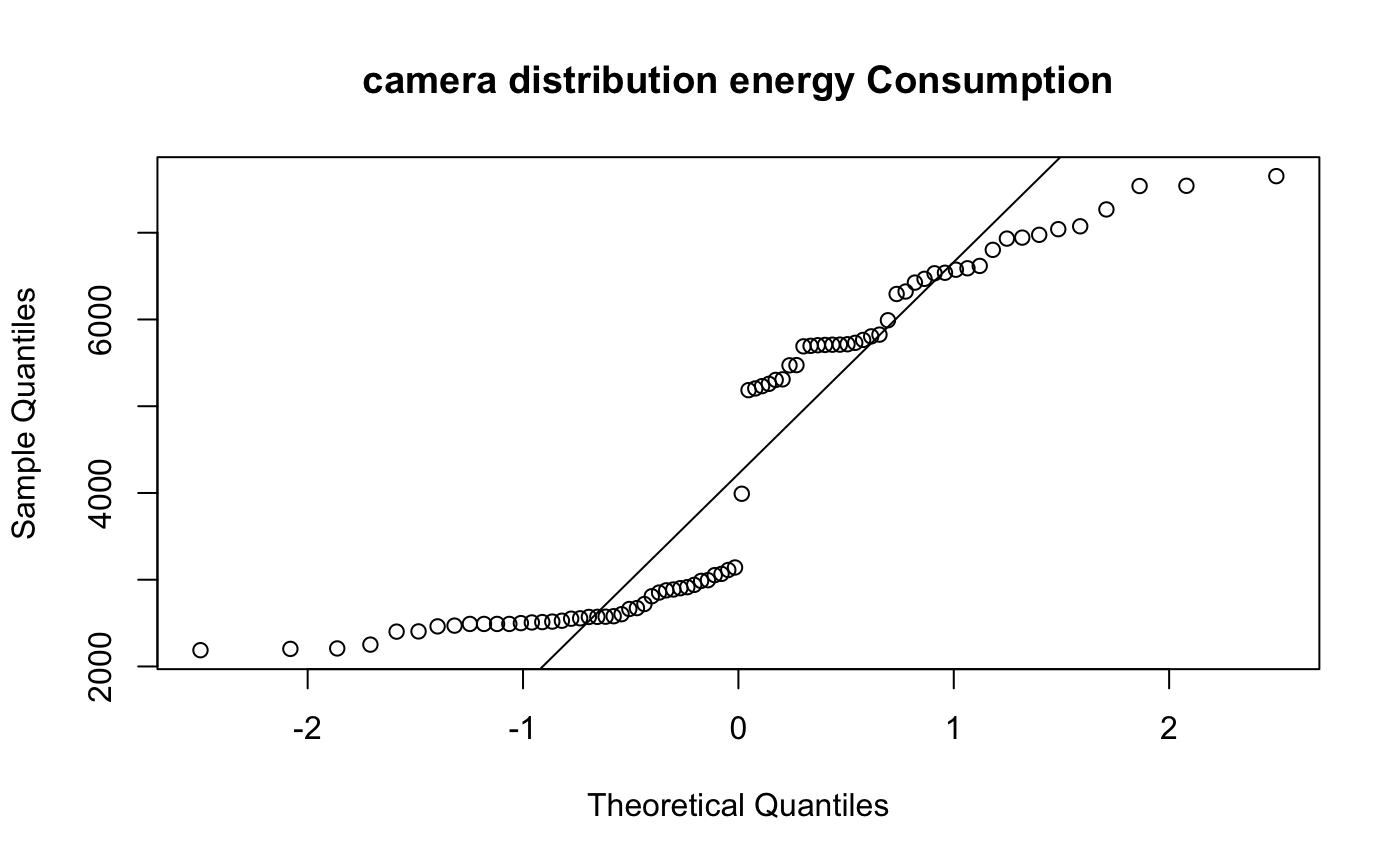 camera distribution energy Consumption
Sample Quantiles
6000
4000
2000
-2 -1 0 1 2
Theoretical Quantiles